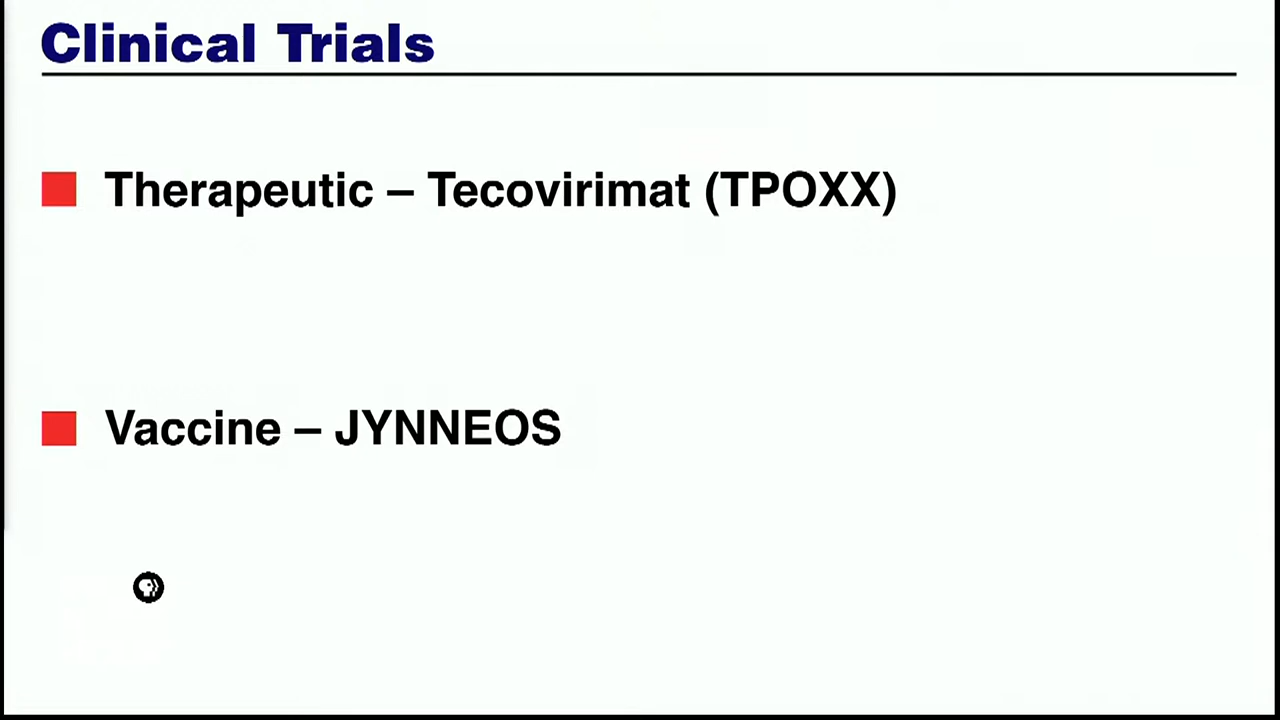 Clinical Trials
Therapeutic – Tecovirimat (TPOXX)
Vaccine – JYNNEOS